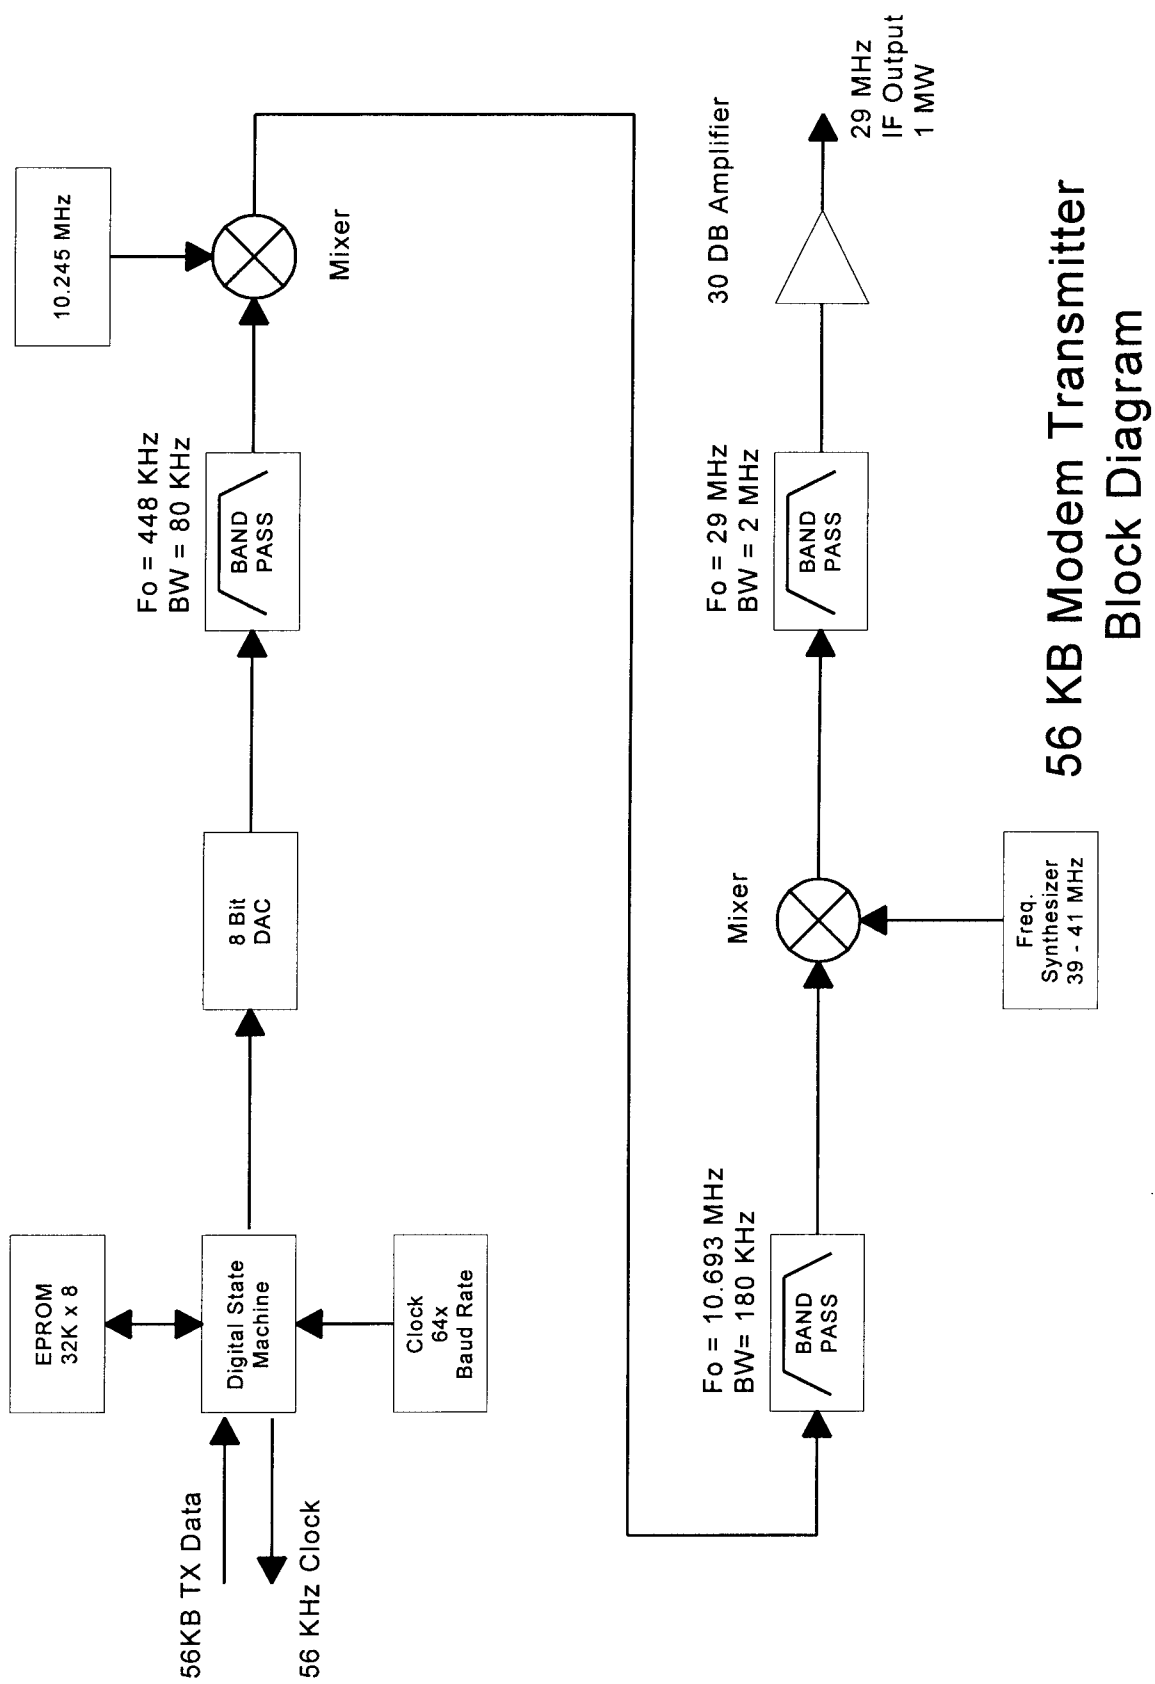 EPROM
32K x 8
10.245 MHz
Fo = 448 KHz
BW = 80 KHz
56KB TX Data
Digital State
Machine
8 Bit
DAC
BAND
PASS
56 KHz Clock
Mixer
Clock
64x
Baud Rate
Fo = 10.693 MHz
BW= 180 KHz
Mixer
Fo = 29 MHz
BW = 2 MHz
30 DB Amplifier
BAND
PASS
BAND
PASS
29 MHz
IF Output
1 MW
Freq.
Synthesizer
39 - 41 MHz
56 KB Modem Transmitter
Block Diagram